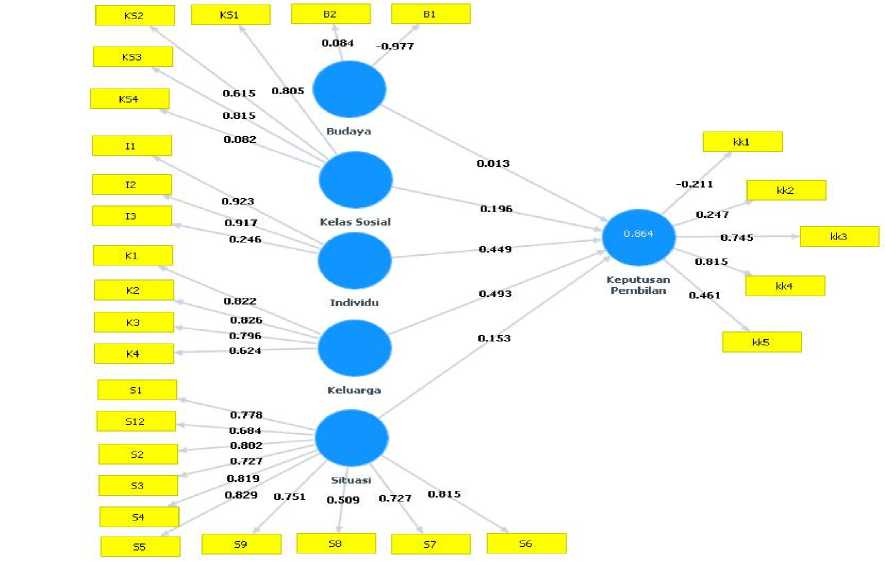 KS2
KS1
B2
B1
KS3
KS4
0.084
-0.977
0.615
0.805
0.815
0.082
Budaya
I1
I2
I3
0.923
0.917
0.246
Kelas Sosial
K1
K2
K3
K4
0.822
0.826
0.796
0.624
Individu
Keluarga
S1
S12
S2
S3
S4
S5
0.778
0.684
0.802
0.727
0.819
0.829
0.751
0.509
0.727
0.815
Situasi
S9
S8
S7
S6
0.013
0.196
0.449
0.493
0.153
0.864
Keputusan
Pembilan
-0.211
0.247
0.745
0.815
0.461
kk1
kk2
kk3
kk4
kk5